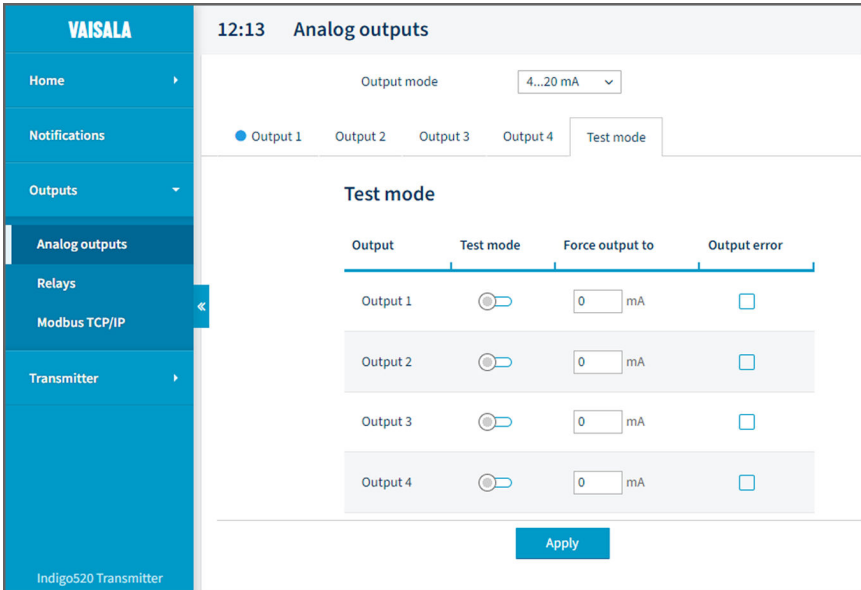 VAISALA
12:13 Analog outputs
Home
Notifications
Outputs
Analog outputs
Relays
Modbus TCP/IP
Transmitter
Indigo520 Transmitter
Output mode 4...20 mA
Output 1 Output 2 Output 3 Output 4 Test mode
Test mode
Output Test mode Force output to Output error
Output 1 0 mA
Output 2 0 mA
Output 3 0 mA
Output 4 0 mA
Apply